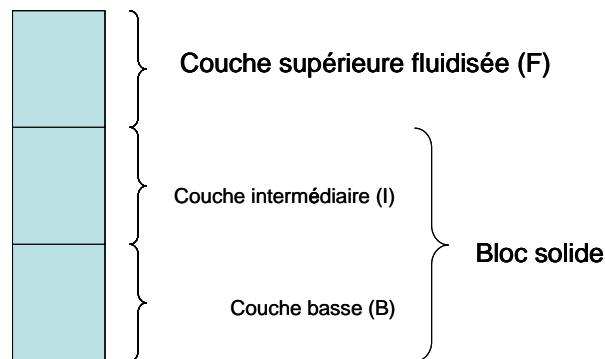 Couche supérieure fluidisée (F)
Couche intermédiaire (I)
Bloc solide
Couche basse (B)